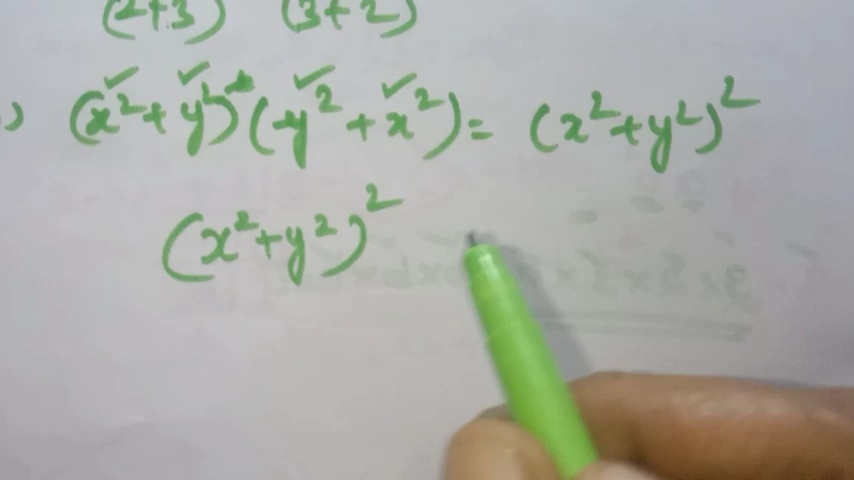 (2+3) (3+2)
) (x²+y²) (y²+x²) = (x²+y²)²
(x²+y²)²